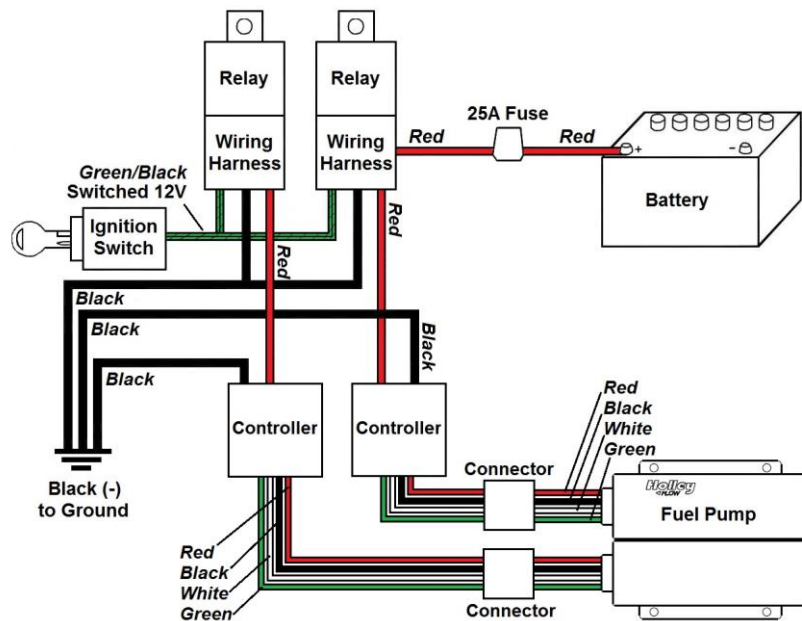 Relay
Relay
25A Fuse
Red
Red
Wiring
Harness
Wiring
Harness
+
-
Battery
Green/Black
Switched 12V
Ignition
Switch
Red
Red
Black
Black
Black
Black
Controller
Controller
Black (-)
to Ground
Red
Black
White
Green
Connector
Holley
FLOW
Fuel Pump
Red
Black
White
Green
Connector